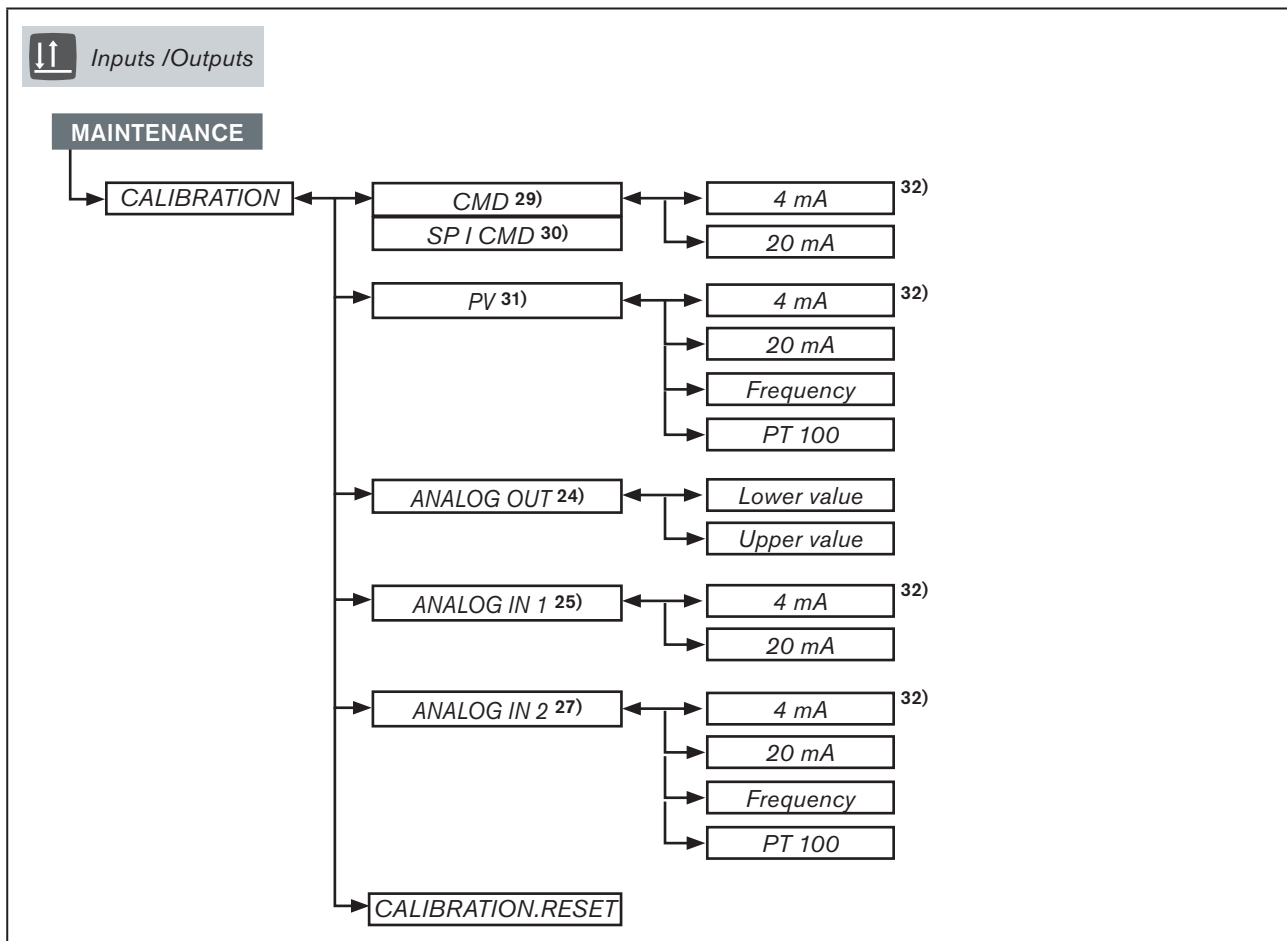 Inputs /Outputs
MAINTENANCE
CALIBRATION
CMD 29)
SP I CMD 30)
4 mA 32)
20 mA
PV 31)
4 mA 32)
20 mA
Frequency
PT 100
ANALOG OUT 24)
Lower value
Upper value
ANALOG IN 1 25)
4 mA 32)
20 mA
ANALOG IN 2 27)
4 mA 32)
20 mA
Frequency
PT 100
CALIBRATION.RESET